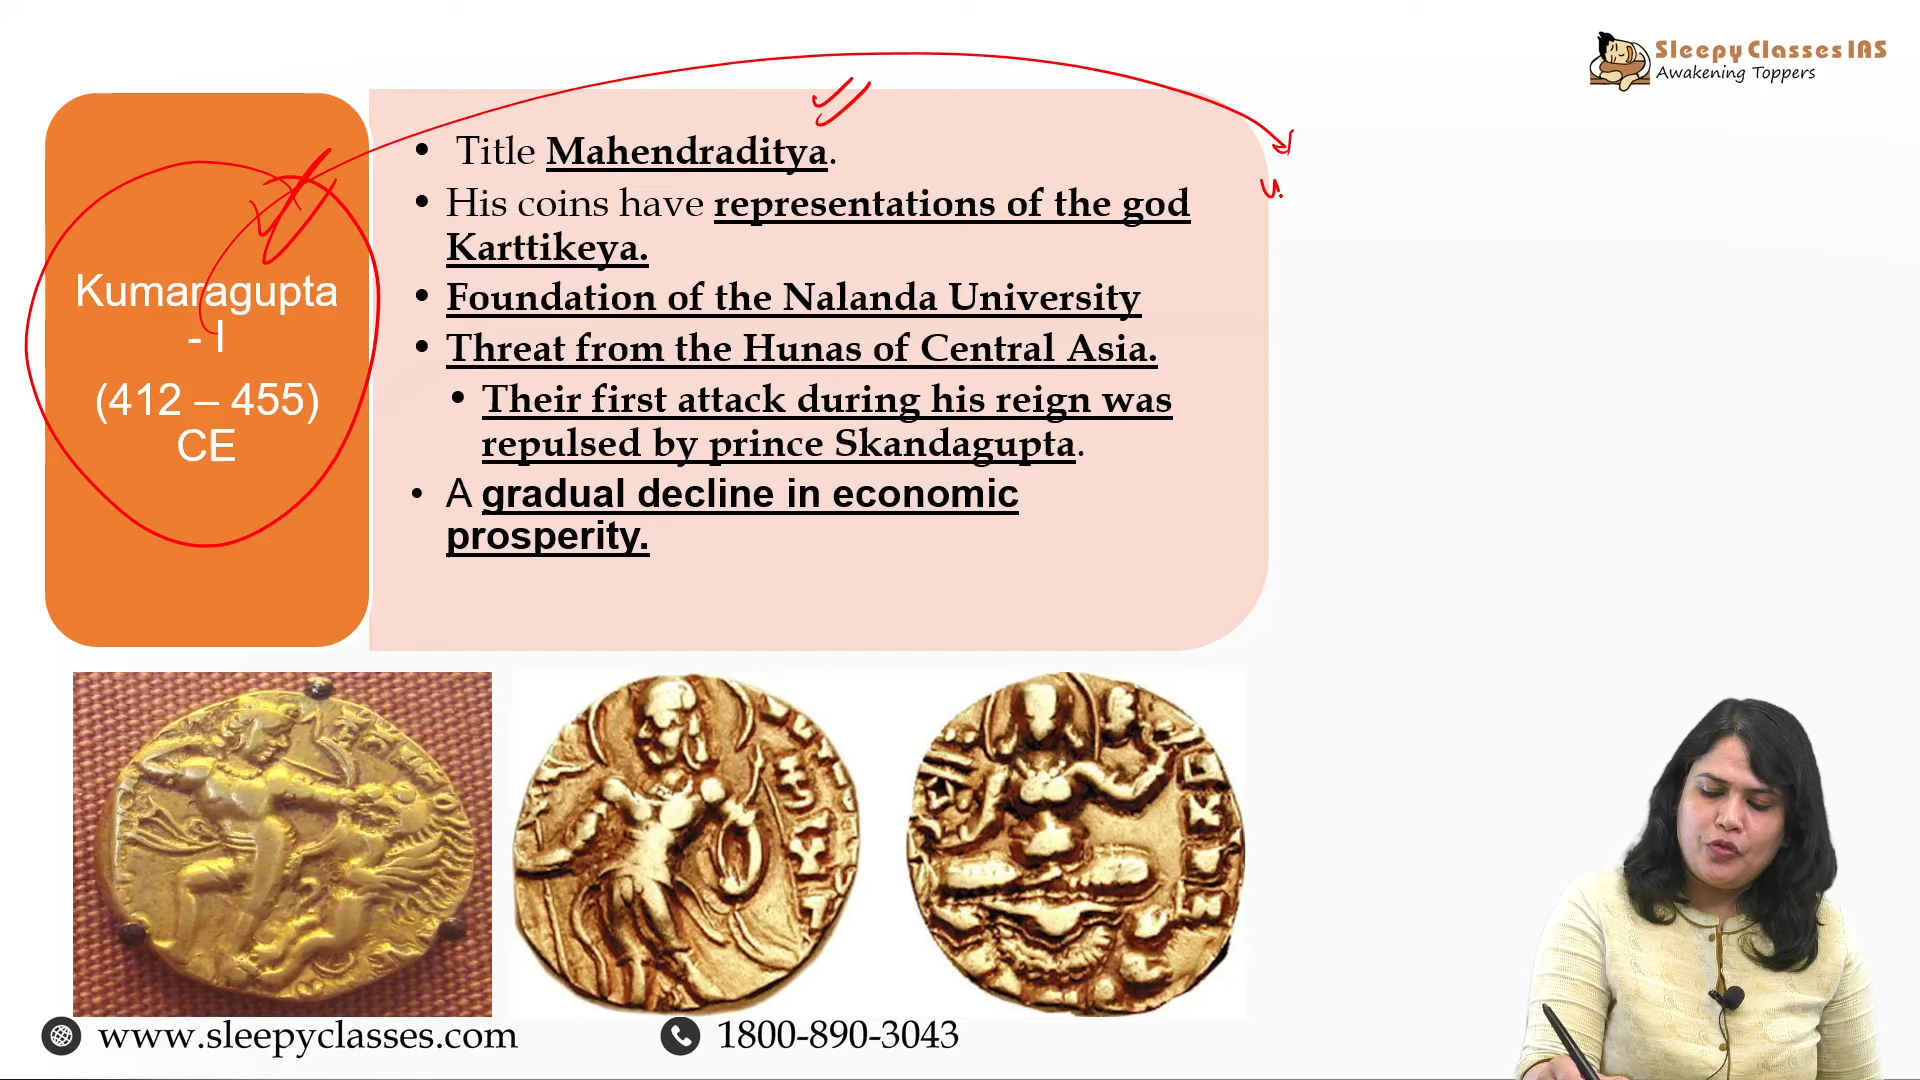 Sleepy Classes IAS
Awakening Toppers
Kumaragupta
- I
(412 – 455)
CE
• Title Mahendraditya.
• His coins have representations of the god
Karttikeya.
• Foundation of the Nalanda University
• Threat from the Hunas of Central Asia.
• Their first attack during his reign was
repulsed by prince Skandagupta.
• A gradual decline in economic
prosperity.
www.sleepyclasses.com
1800-890-3043